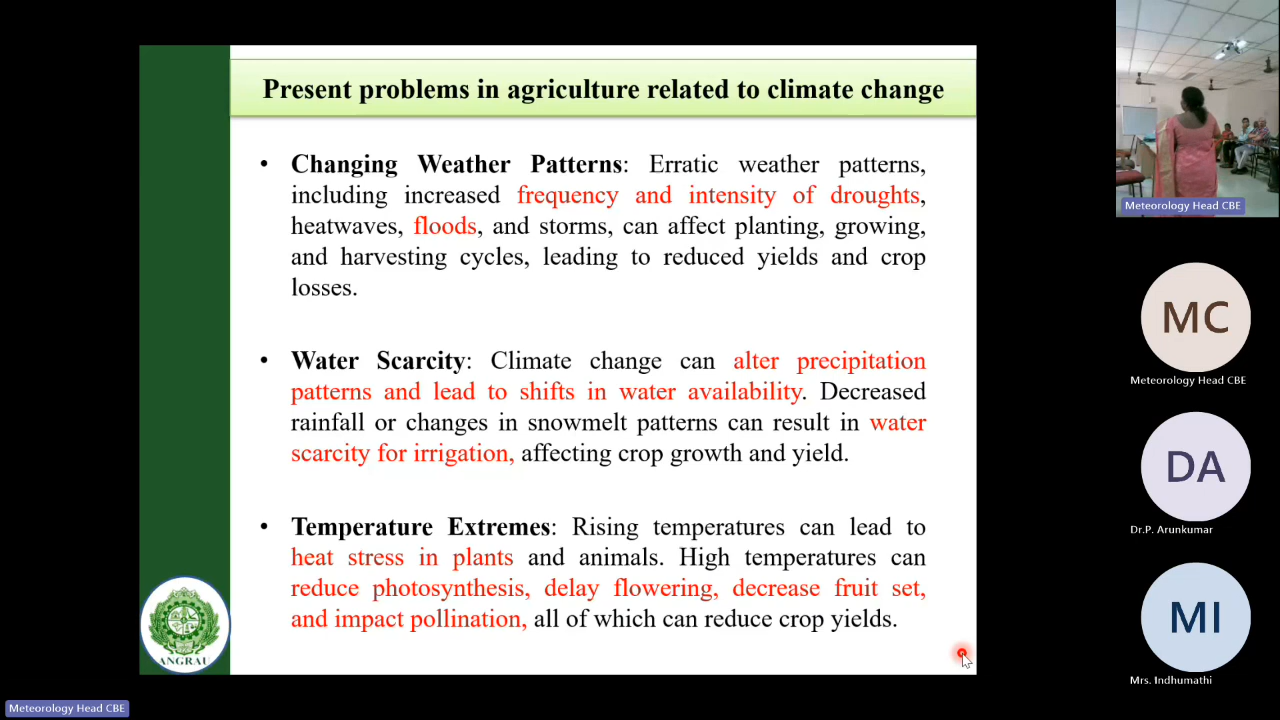 Present problems in agriculture related to climate change
• Changing Weather Patterns: Erratic weather patterns,
including increased frequency and intensity of droughts,
heatwaves, floods, and storms, can affect planting, growing,
and harvesting cycles, leading to reduced yields and crop
losses.
• Water Scarcity: Climate change can alter precipitation
patterns and lead to shifts in water availability. Decreased
rainfall or changes in snowmelt patterns can result in water
scarcity for irrigation, affecting crop growth and yield.
• Temperature Extremes: Rising temperatures can lead to
heat stress in plants and animals. High temperatures can
reduce photosynthesis, delay flowering, decrease fruit set,
and impact pollination, all of which can reduce crop yields.
ANGRAU
Meteorology Head CBE
MC
Meteorology Head CBE
DA
Dr.P. Arunkumar
MI
Mrs. Indhumathi
Meteorology Head CBE